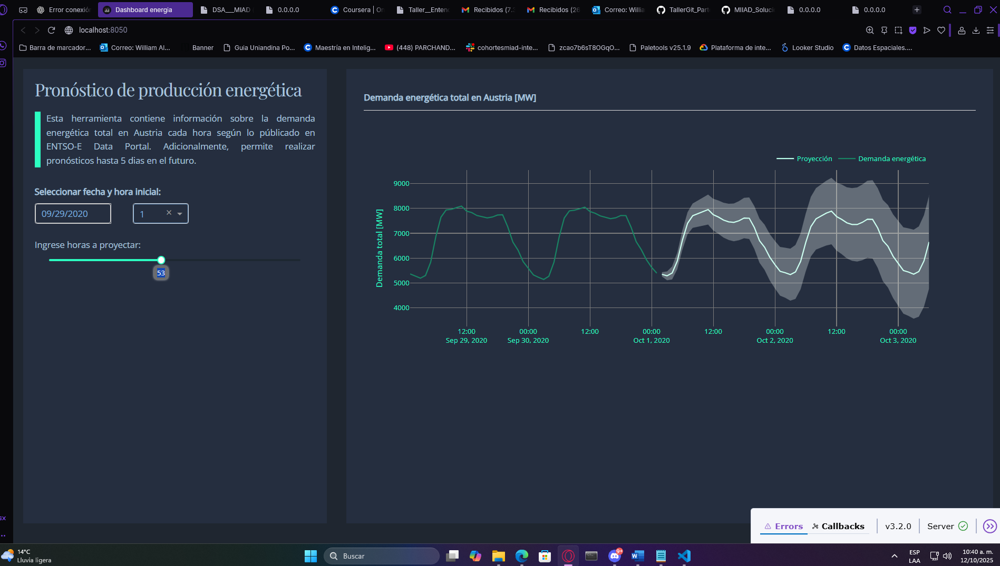 Error conexió
Dashboard energia
DSA__MIAD
0.0.0.0
Coursera | On
Taller__Entend
Recibidos (7.3
Recibidos (26
Correo: Willia
TallerGit_Part
MIIAD_Soluci
0.0.0.0
0.0.0.0
localhost:8050
Barra de marcador...
Correo: William Al...
Banner
Guia Uniandina Po...
Maestría en Intelig...
(448) PARCHAND...
cohortesmiad-inte...
zcao7b6sT8OGqO...
Paletools v25.1.9
Plataforma de inte...
Looker Studio
Datos Espaciales....
Pronóstico de producción energética
Esta herramienta contiene información sobre la demanda
energética total en Austria cada hora según lo públicado en
ENTSO-E Data Portal. Adicionalmente, permite realizar
pronósticos hasta 5 dias en el futuro.
Seleccionar fecha y hora inicial:
09/29/2020
1
Ingrese horas a proyectar:
53
Demanda energética total en Austria [MW]
Proyección
Demanda energética
Demanda total [MW]
9000
8000
7000
6000
5000
4000
12:00
Sep 29, 2020
00:00
Sep 30, 2020
12:00
00:00
Oct 1, 2020
12:00
00:00
Oct 2, 2020
12:00
00:00
Oct 3, 2020
Errors
Callbacks
v3.2.0
Server
14°C
Lluvia ligera
Buscar
9+
ESP
LAA
10:40 a. m.
12/10/2025